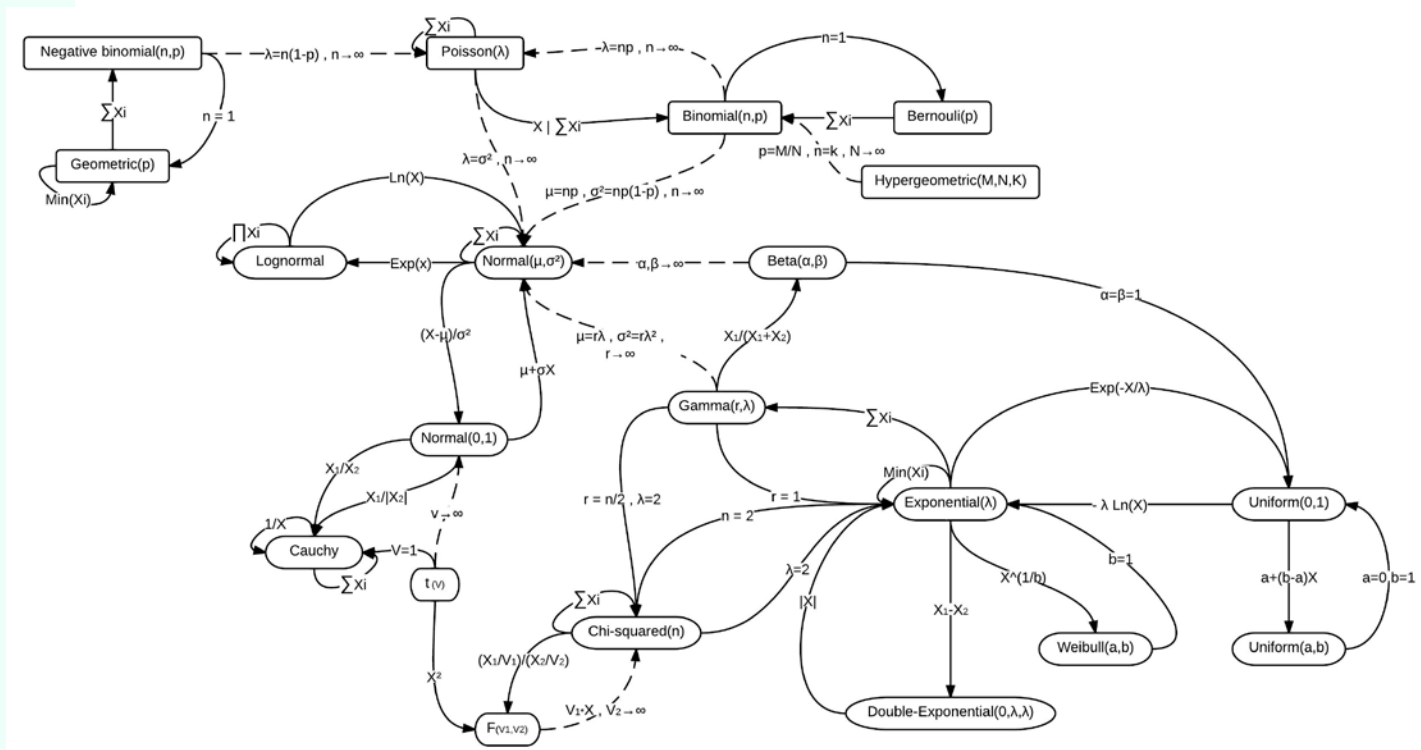 ∑Xi
Negative binomial(n,p)
λ=n(1-p) , n→∞
Poisson(λ)
λ=np , n→∞
n=1
∑Xi
n = 1
X | ∑Xi
Binomial(n,p)
∑Xi
Bernouli(p)
Geometric(p)
λ=σ² , n→∞
p=M/N , n=k , N→∞
Min(Xi)
Ln(X)
μ=np , σ²=np(1-p) , n→∞
Hypergeometric(M,N,K)
∏Xi
∑Xi
Lognormal
Exp(x)
Normal(μ,σ²)
α,β→∞
Beta(α,β)
α=β=1
(X-μ)/σ²
μ=rλ , σ²=rλ² ,
r→∞
X₁/(X₁+X₂)
μ+σX
Gamma(r,λ)
∑Xi
Exp(-X/λ)
Normal(0,1)
X₁/X₂
X₁/|X₂|
r = n/2 , λ=2
r = 1
Min(Xi)
Exponential(λ)
- λ Ln(X)
Uniform(0,1)
v→∞
n = 2
1/X
Cauchy
V=1
∑Xi
t(V)
λ=2
X^(1/b)
b=1
a+(b-a)X
a=0,b=1
∑Xi
|X|
X₁-X₂
Chi-squared(n)
Weibull(a,b)
Uniform(a,b)
(X₁/V₁)/(X₂/V₂)
X²
V₁·X , V₂→∞
Double-Exponential(0,λ,λ)
F(V1,V2)